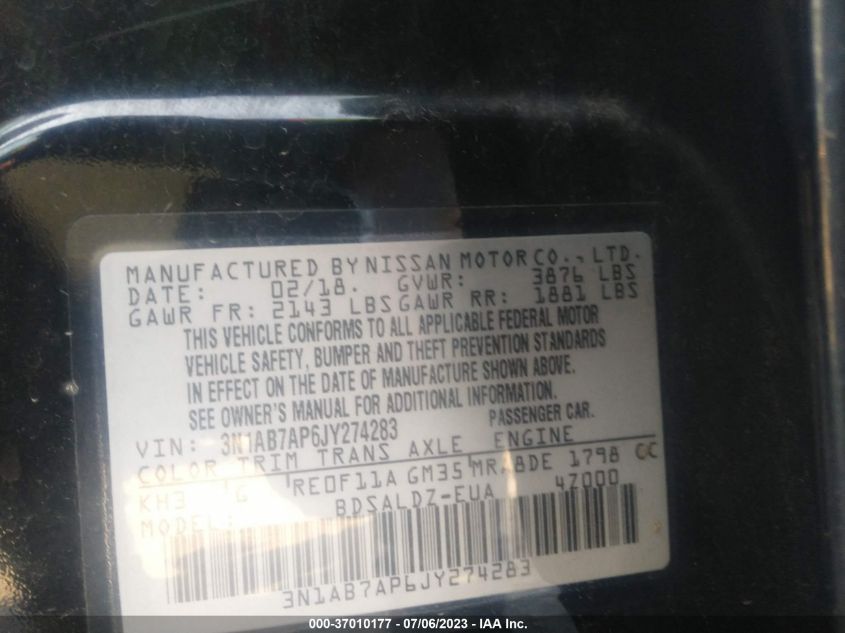 MANUFACTURED BY NISSAN MOTOR CO., LTD.
DATE: 02/18. GVWR: 3876 LBS
GAWR FR: 2143 LBS GAWR RR: 1881 LBS
THIS VEHICLE CONFORMS TO ALL APPLICABLE FEDERAL MOTOR
VEHICLE SAFETY, BUMPER AND THEFT PREVENTION STANDARDS
IN EFFECT ON THE DATE OF MANUFACTURE SHOWN ABOVE.
SEE OWNER'S MANUAL FOR ADDITIONAL INFORMATION.
VIN: 3N1AB7AP6JY274283 PASSENGER CAR.
COLOR TRIM TRANS AXLE ENGINE
KH3 G RE0F11A GM35 MRA8DE 1798 CC
MODEL: BDSALDZ-EUA 4Z000
3N1AB7AP6JY274283
000-37010177 - 07/06/2023 - IAA Inc.